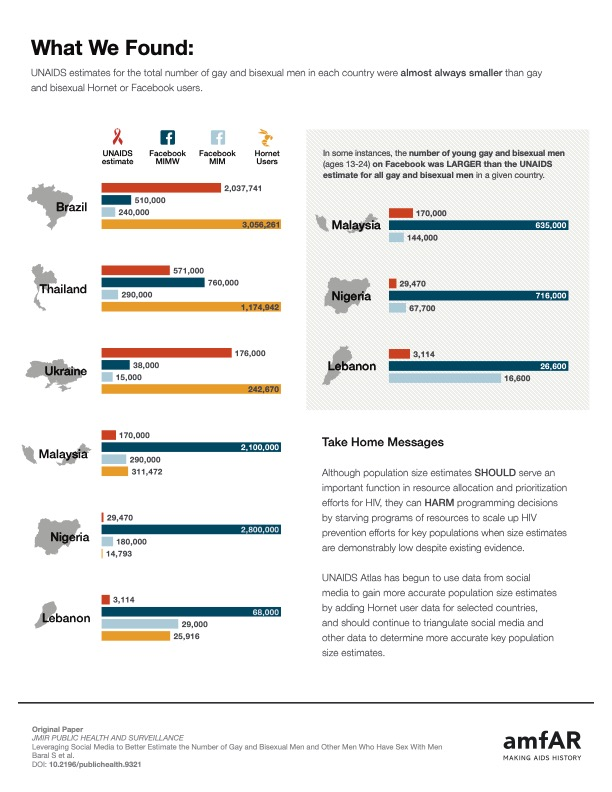 What We Found:
UNAIDS estimates for the total number of gay and bisexual men in each country were almost always smaller than gay
and bisexual Hornet or Facebook users.
UNAIDS
estimate
Facebook
MIMW
Facebook
MIM
Hornet
Users
Brazil
2,037,741
510,000
240,000
3,056,261
Thailand
571,000
760,000
290,000
1,174,942
Ukraine
176,000
38,000
15,000
242,670
Malaysia
170,000
2,100,000
290,000
311,472
Nigeria
29,470
2,800,000
180,000
14,793
Lebanon
3,114
68,000
29,000
25,916
In some instances, the number of young gay and bisexual men
(ages 13-24) on Facebook was LARGER than the UNAIDS
estimate for all gay and bisexual men in a given country.
Malaysia
170,000
635,000
144,000
Nigeria
29,470
716,000
67,700
Lebanon
3,114
26,600
16,600
Take Home Messages
Although population size estimates SHOULD serve an
important function in resource allocation and prioritization
efforts for HIV, they can HARM programming decisions
by starving programs of resources to scale up HIV
prevention efforts for key populations when size estimates
are demonstrably low despite existing evidence.
UNAIDS Atlas has begun to use data from social
media to gain more accurate population size estimates
by adding Hornet user data for selected countries,
and should continue to triangulate social media and
other data to determine more accurate key population
size estimates.
Original Paper
JMIR PUBLIC HEALTH AND SURVEILLANCE
Leveraging Social Media to Better Estimate the Number of Gay and Bisexual Men and Other Men Who Have Sex With Men
Baral S et al.
DOI: 10.2196/publichealth.9321
amfAR
MAKING AIDS HISTORY